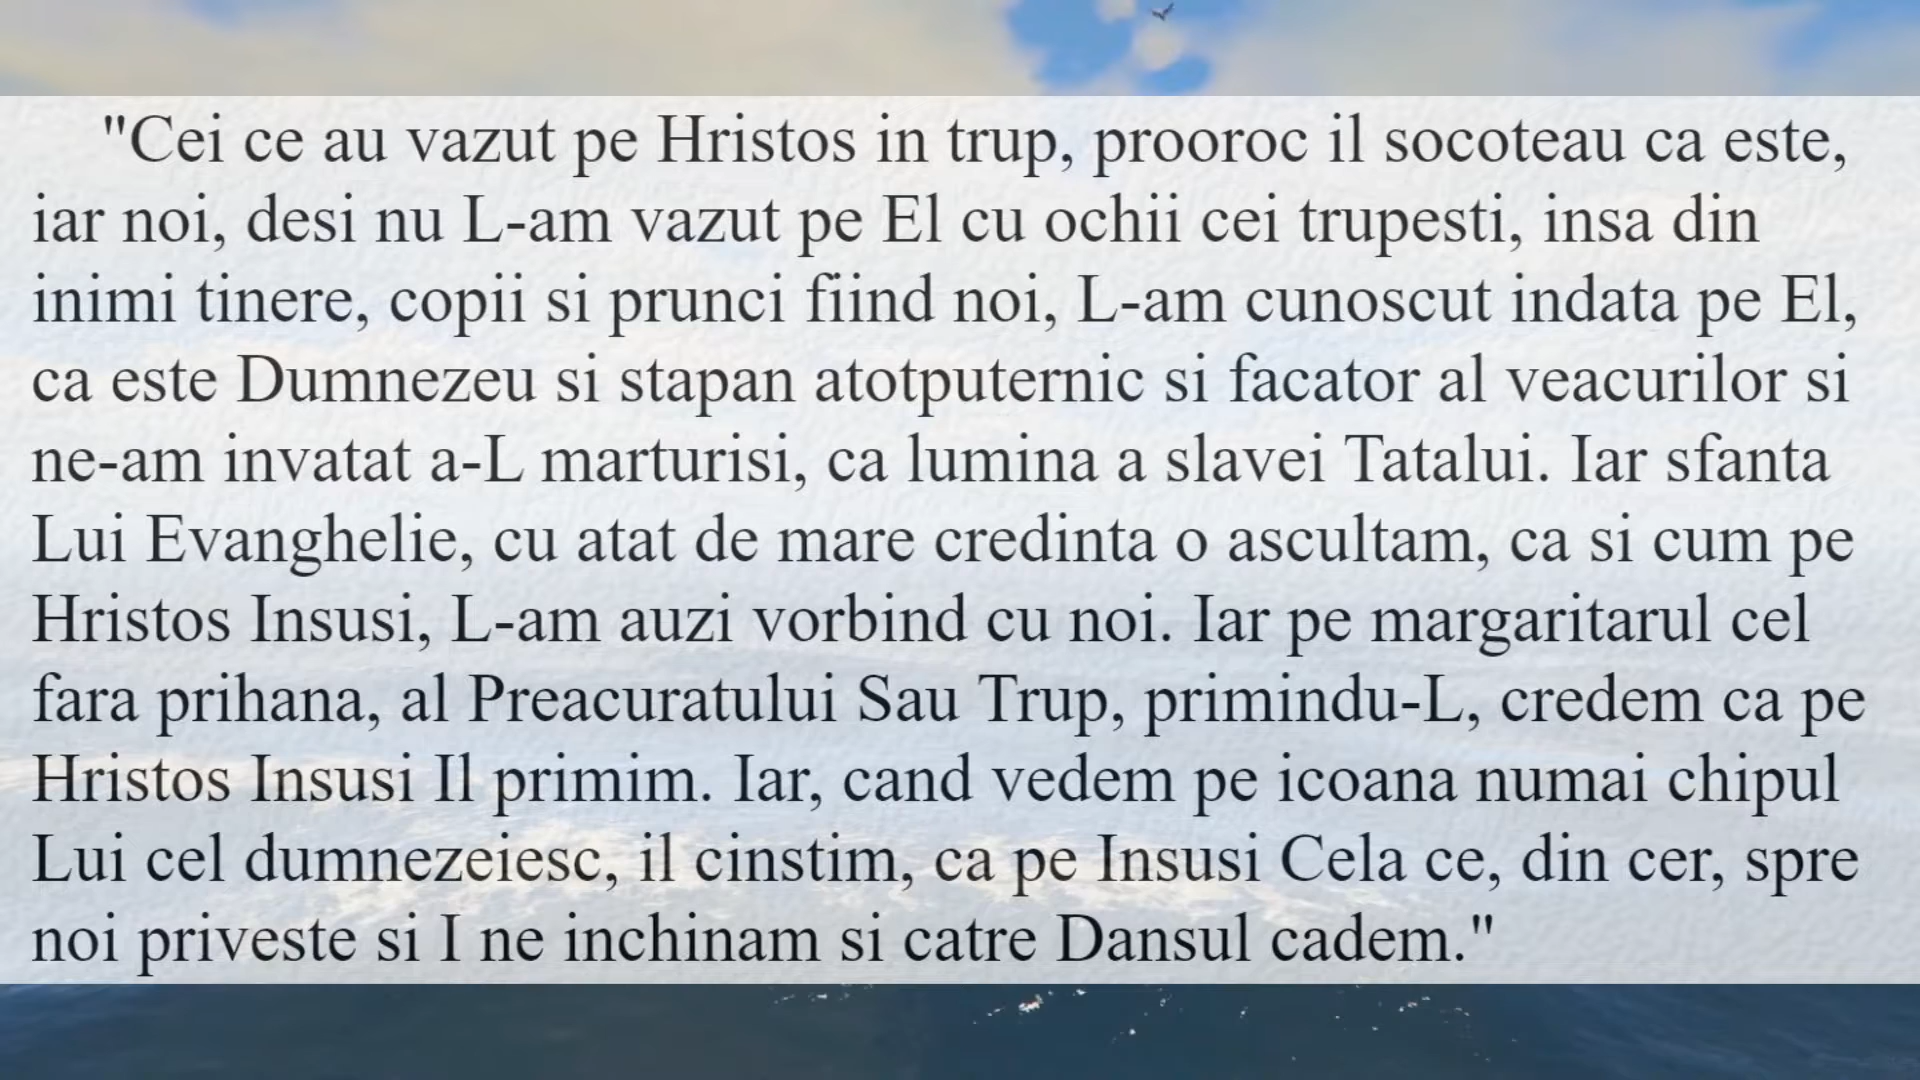 "Cei ce au vazut pe Hristos in trup, prooroc il socoteau ca este,
iar noi, desi nu L-am vazut pe El cu ochii cei trupesti, insa din
inimi tinere, copii si prunci fiind noi, L-am cunoscut indata pe El,
ca este Dumnezeu si stapan atotputernic si facator al veacurilor si
ne-am invatat a-L marturisi, ca lumina a slavei Tatalui. Iar sfanta
Lui Evanghelie, cu atat de mare credinta o ascultam, ca si cum pe
Hristos Insusi, L-am auzi vorbind cu noi. Iar pe margaritarul cel
fara prihana, al Preacuratului Sau Trup, primindu-L, credem ca pe
Hristos Insusi Il primim. Iar, cand vedem pe icoana numai chipul
Lui cel dumnezeiesc, il cinstim, ca pe Insusi Cela ce, din cer, spre
noi priveste si I ne inchinam si catre Dansul cadem."